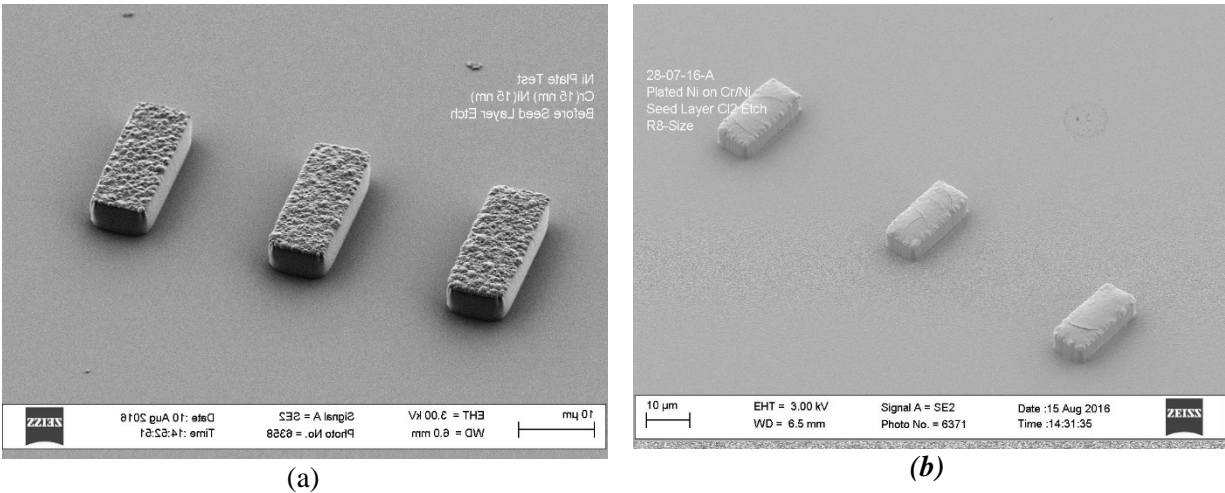 Ni Plate Test
Cr(15 nm) Ni(15 nm)
Before Seed Layer Etch
10 µm EHT = 3.00 kV Signal A = SE2 Date :10 Aug 2016 ZEISS
WD = 6.0 mm Photo No. = 6358 Time :14:52:51
(a)
28-07-16-A
Plated Ni on Cr/Ni
Seed Layer Cl2 Etch
R8-Size
10 µm EHT = 3.00 kV Signal A = SE2 Date :15 Aug 2016 ZEISS
WD = 6.5 mm Photo No. = 6371 Time :14:31:35
(b)